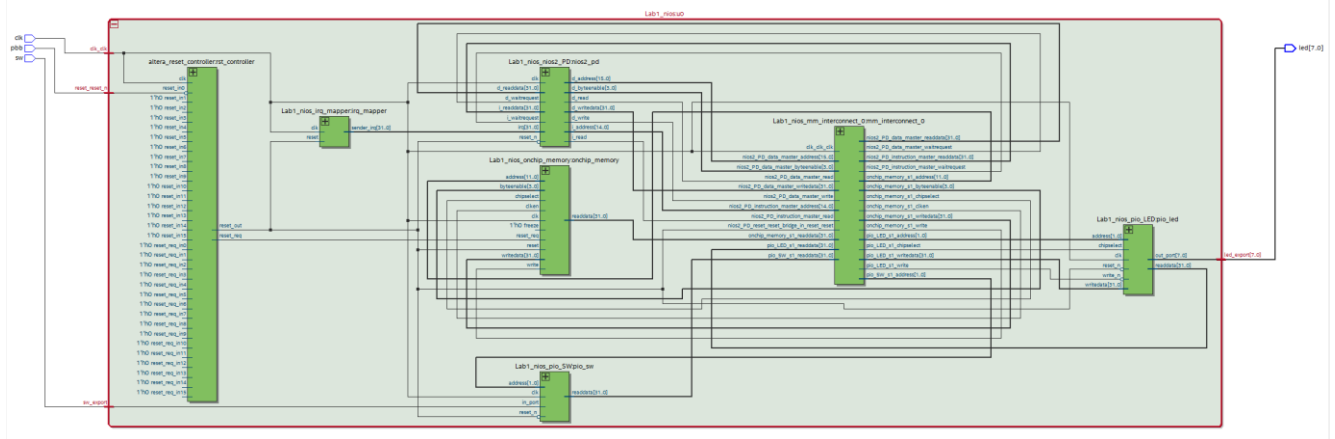 Lab1_nios:u0
clk
pbb
sw
clk_clk
reset_reset_n
sw_export
led_export[7..0]
led[7..0]
altera_reset_controller:rst_controller
clk
reset_in0
1'h0 reset_in1
1'h0 reset_in2
1'h0 reset_in3
1'h0 reset_in4
1'h0 reset_in5
1'h0 reset_in6
1'h0 reset_in7
1'h0 reset_in8
1'h0 reset_in9
1'h0 reset_in10
1'h0 reset_in11
1'h0 reset_in12
1'h0 reset_in13
1'h0 reset_in14
1'h0 reset_in15
1'h0 reset_req_in0
1'h0 reset_req_in1
1'h0 reset_req_in2
1'h0 reset_req_in3
1'h0 reset_req_in4
1'h0 reset_req_in5
1'h0 reset_req_in6
1'h0 reset_req_in7
1'h0 reset_req_in8
1'h0 reset_req_in9
1'h0 reset_req_in10
1'h0 reset_req_in11
1'h0 reset_req_in12
1'h0 reset_req_in13
1'h0 reset_req_in14
1'h0 reset_req_in15
reset_out
reset_req
Lab1_nios_irq_mapper:irq_mapper
clk
reset
sender_irq[31..0]
Lab1_nios_nios2_PD:nios2_pd
clk
d_readdata[31..0]
d_waitrequest
i_readdata[31..0]
i_waitrequest
irq[31..0]
reset_n
d_address[15..0]
d_byteenable[3..0]
d_read
d_writedata[31..0]
d_write
i_address[14..0]
i_read
Lab1_nios_onchip_memory:onchip_memory
address[11..0]
byteenable[3..0]
chipselect
clken
clk
1'h0 freeze
reset_req
reset
writedata[31..0]
write
readdata[31..0]
Lab1_nios_pio_SW:pio_sw
address[1..0]
clk
in_port
reset_n
readdata[31..0]
Lab1_nios_mm_interconnect_0:mm_interconnect_0
clk_clk_clk
nios2_PD_data_master_address[15..0]
nios2_PD_data_master_byteenable[3..0]
nios2_PD_data_master_read
nios2_PD_data_master_writedata[31..0]
nios2_PD_data_master_write
nios2_PD_instruction_master_address[14..0]
nios2_PD_instruction_master_read
nios2_PD_reset_reset_bridge_in_reset_reset
onchip_memory_s1_readdata[31..0]
pio_LED_s1_readdata[31..0]
pio_SW_s1_readdata[31..0]
nios2_PD_data_master_readdata[31..0]
nios2_PD_data_master_waitrequest
nios2_PD_instruction_master_readdata[31..0]
nios2_PD_instruction_master_waitrequest
onchip_memory_s1_address[11..0]
onchip_memory_s1_byteenable[3..0]
onchip_memory_s1_chipselect
onchip_memory_s1_clken
onchip_memory_s1_writedata[31..0]
onchip_memory_s1_write
pio_LED_s1_address[1..0]
pio_LED_s1_chipselect
pio_LED_s1_writedata[31..0]
pio_LED_s1_write
pio_SW_s1_address[1..0]
Lab1_nios_pio_LED:pio_led
address[1..0]
chipselect
clk
reset_n
write_n
writedata[31..0]
out_port[7..0]
readdata[31..0]